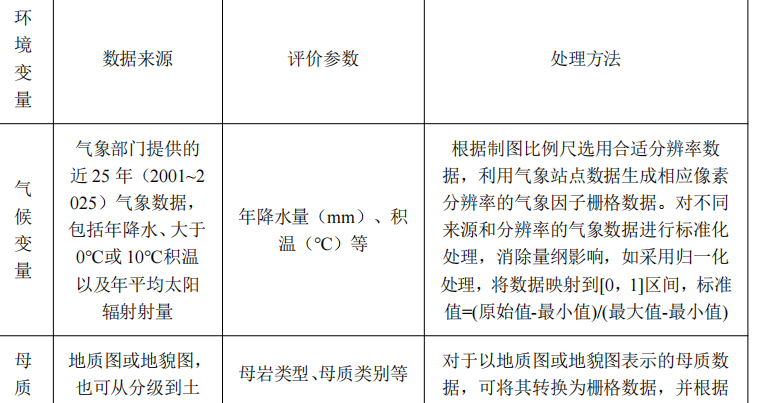 环
境
变
量
数据来源
评价参数
处理方法
气
候
变
量
气象部门提供的
近 25 年（2001~2
025）气象数据，
包括年降水、大于
0℃或 10℃积温
以及年平均太阳
辐射射量
年降水量（mm）、积
温（℃）等
根据制图比例尺选用合适分辨率数
据，利用气象站点数据生成相应像素
分辨率的气象因子栅格数据。对不同
来源和分辨率的气象数据进行标准化
处理，消除量纲影响，如采用归一化
处理，将数据映射到[0，1]区间，标准
值=(原始值-最小值)/(最大值-最小值)
母
质
地质图或地貌图，
也可从分级到土
母岩类型、母质类别等
对于以地质图或地貌图表示的母质数
据，可将其转换为栅格数据，并根据